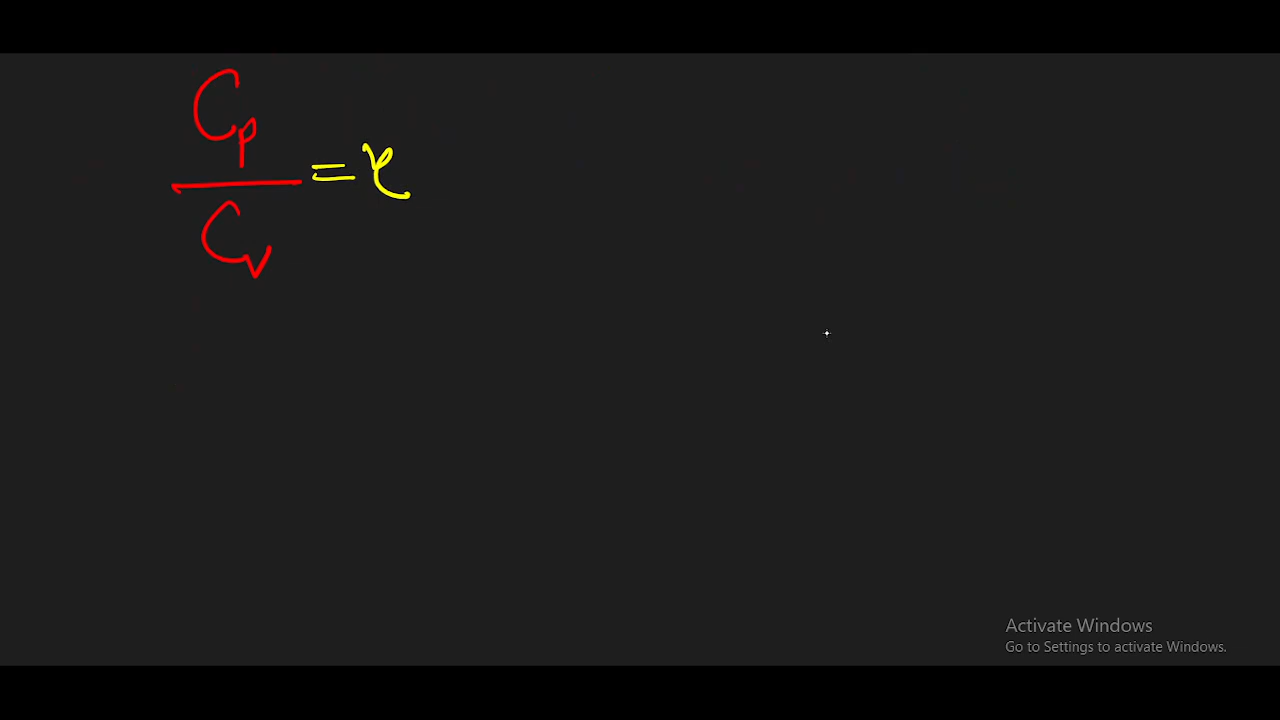 Cp/Cv = γ
Activate Windows
Go to Settings to activate Windows.